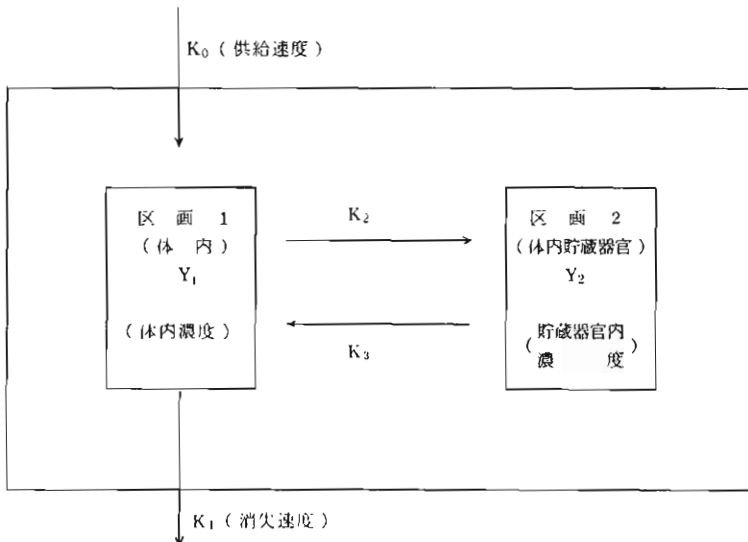 K₀ ( 供給速度 )
区 画 1
( 体 内 )
Y₁
( 体内濃度 )
K₂
K₃
区 画 2
(体内貯蔵器官)
Y₂
( 貯蔵器官内
濃 度 )
K₁ ( 消失速度 )